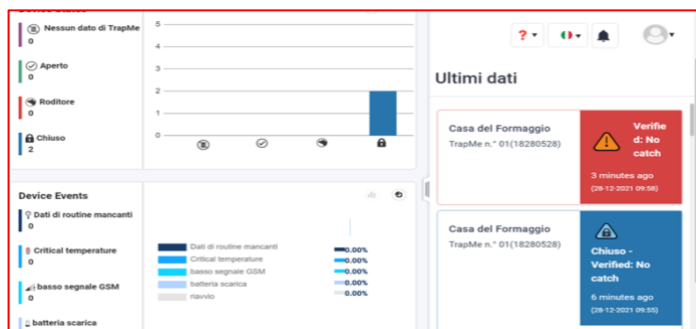 Device States
Nessun dato di TrapMe
0
Aperto
0
Roditore
0
Chiuso
2
5
4
3
2
1
0
Device Events
Dati di routine mancanti
0
Critical temperature
0
basso segnale GSM
0
batteria scarica
Dati di routine mancanti 0.00%
Critical temperature 0.00%
basso segnale GSM 0.00%
batteria scarica 0.00%
riavvio 0.00%
?
Ultimi dati
Casa del Formaggio
TrapMe n.° 01(18280528)
Verifie
d: No
catch
3 minutes ago
(28-12-2021 09:58)
Casa del Formaggio
TrapMe n.° 01(18280528)
Chiuso -
Verified: No
catch
6 minutes ago
(28-12-2021 09:55)